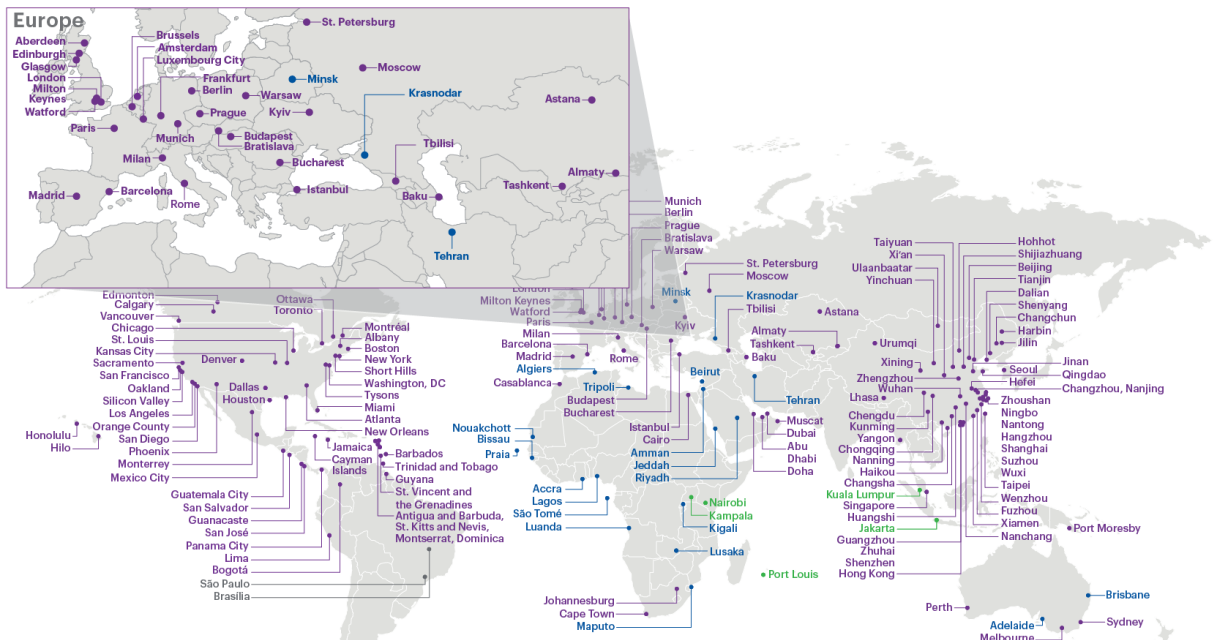 Europe
Aberdeen
Edinburgh
Glasgow
London
Milton
Keynes
Watford
Brussels
Amsterdam
Luxembourg City
Frankfurt
Berlin
Paris
Munich
Prague
Warsaw
Kyiv
Minsk
St. Petersburg
Moscow
Krasnodar
Budapest
Bratislava
Milan
Bucharest
Tbilisi
Madrid
Barcelona
Rome
Istanbul
Baku
Tehran
Astana
Almaty
Tashkent
Edmonton
Calgary
Vancouver
Chicago
St. Louis
Kansas City
Sacramento
San Francisco
Oakland
Silicon Valley
Los Angeles
Orange County
San Diego
Phoenix
Monterrey
Mexico City
Honolulu
Hilo
Denver
Dallas
Houston
Ottawa
Toronto
Montréal
Albany
Boston
New York
Short Hills
Washington, DC
Tysons
Miami
Atlanta
New Orleans
Jamaica
Cayman
Islands
Barbados
Trinidad and Tobago
Guyana
St. Vincent and
the Grenadines
Antigua and Barbuda,
St. Kitts and Nevis,
Montserrat, Dominica
Guatemala City
San Salvador
Guanacaste
San José
Panama City
Lima
Bogotá
São Paulo
Brasília
London
Milton Keynes
Watford
Paris
Milan
Barcelona
Madrid
Algiers
Casablanca
Rome
Tripoli
Budapest
Bucharest
Munich
Berlin
Prague
Bratislava
Warsaw
St. Petersburg
Moscow
Minsk
Kyiv
Krasnodar
Tbilisi
Astana
Almaty
Tashkent
Baku
Beirut
Tehran
Istanbul
Cairo
Amman
Jeddah
Riyadh
Muscat
Dubai
Abu
Dhabi
Doha
Nouakchott
Bissau
Praia
Accra
Lagos
São Tomé
Luanda
Nairobi
Kampala
Kigali
Lusaka
Port Louis
Johannesburg
Cape Town
Maputo
Taiyuan
Xi'an
Ulaanbaatar
Yinchuan
Urumqi
Xining
Zhengzhou
Wuhan
Lhasa
Chengdu
Kunming
Yangon
Chongqing
Nanning
Haikou
Changsha
Kuala Lumpur
Singapore
Huangshi
Jakarta
Guangzhou
Zhuhai
Shenzhen
Hong Kong
Hohhot
Shijiazhuang
Beijing
Tianjin
Dalian
Shenyang
Changchun
Harbin
Jilin
Jinan
Seoul
Qingdao
Hefei
Changzhou, Nanjing
Zhoushan
Ningbo
Nantong
Hangzhou
Shanghai
Suzhou
Wuxi
Taipei
Wenzhou
Fuzhou
Xiamen
Nanchang
Port Moresby
Perth
Brisbane
Adelaide
Sydney
Melbourne